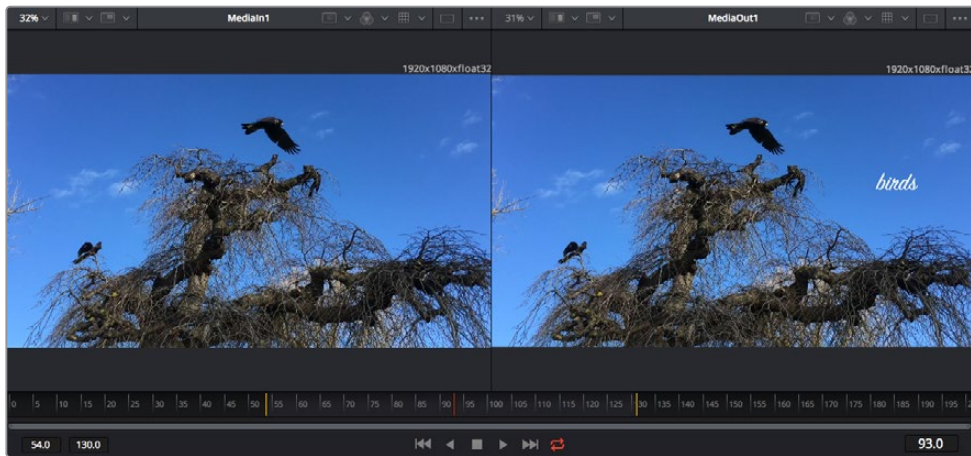 32% MediaIn1 31% MediaOut1
1920x1080xfloat32 1920x1080xfloat32
birds
0 5 10 15 20 25 30 35 40 45 50 55 60 65 70 75 80 85 90 95 100 105 110 115 120 125 130 135 140 145 150 155 160 165 170 175 180 185 190 195
54.0 130.0 93.0